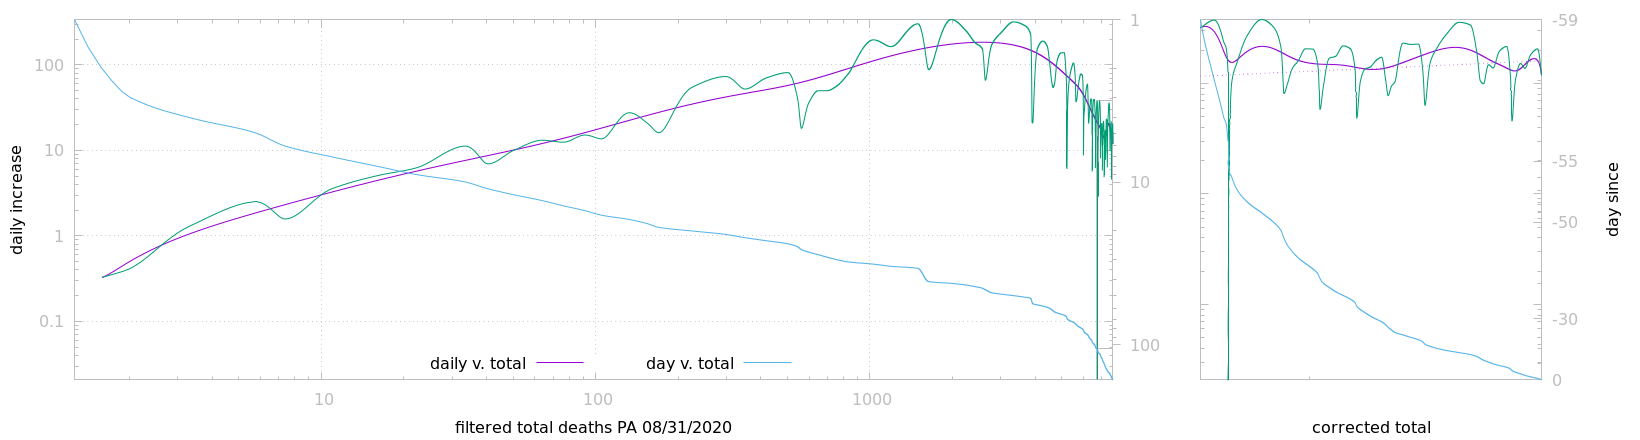 daily increase
100
10
1
0.1
10
100
1000
1
10
100
daily v. total
day v. total
filtered total deaths PA 08/31/2020
-59
-55
-50
-30
0
day since
corrected total